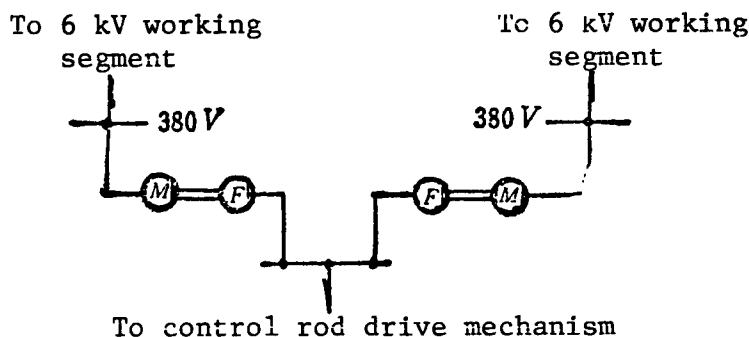 To 6 kV working
segment
To 6 kV working
segment
380 V
380 V
M
F
F
M
To control rod drive mechanism